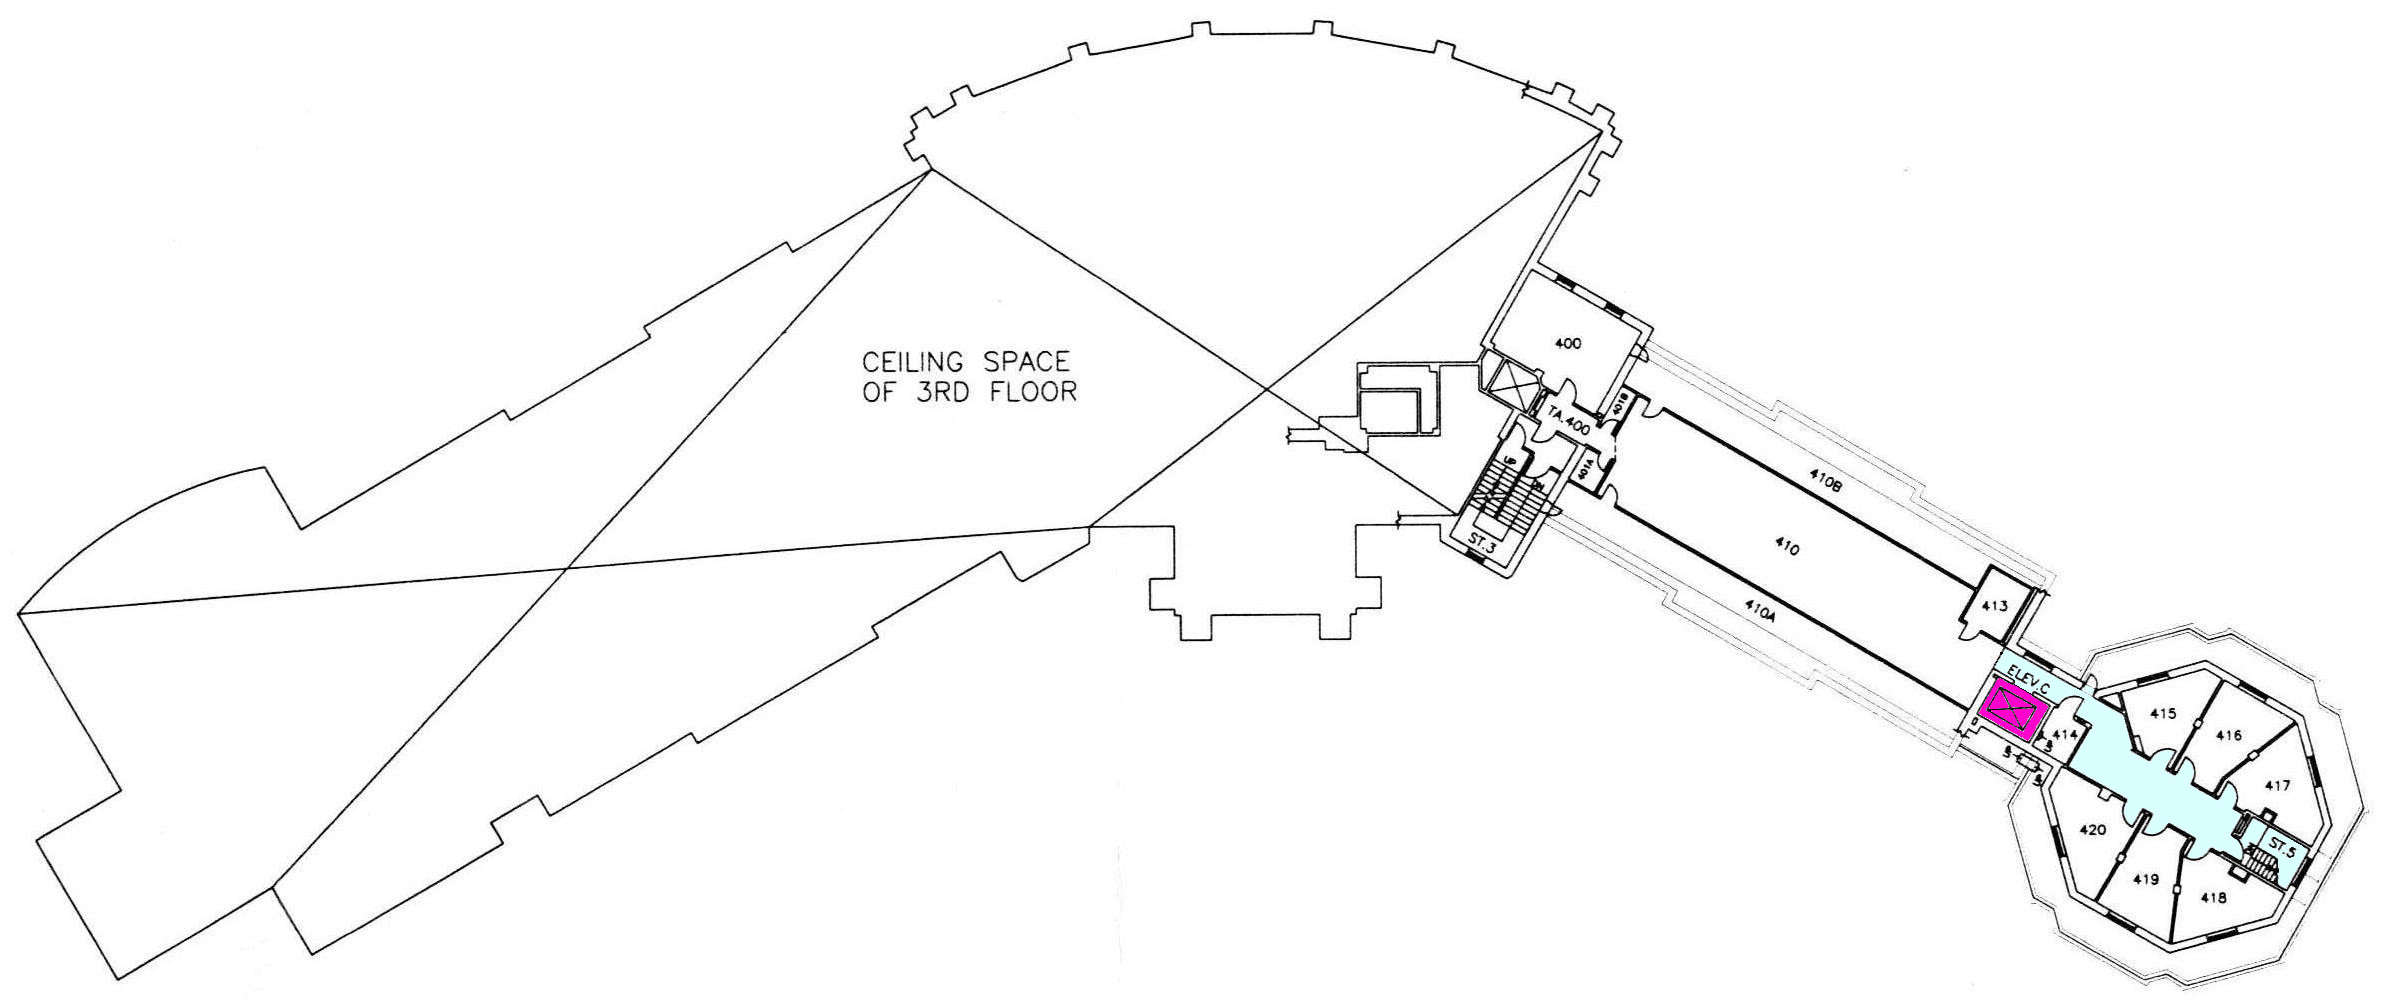 CEILING SPACE
OF 3RD FLOOR
400
TA.400
401B
401A
UP
DN
ST.3
410B
410
410A
413
ELEV.C
414
415
416
417
ST.5
418
419
420